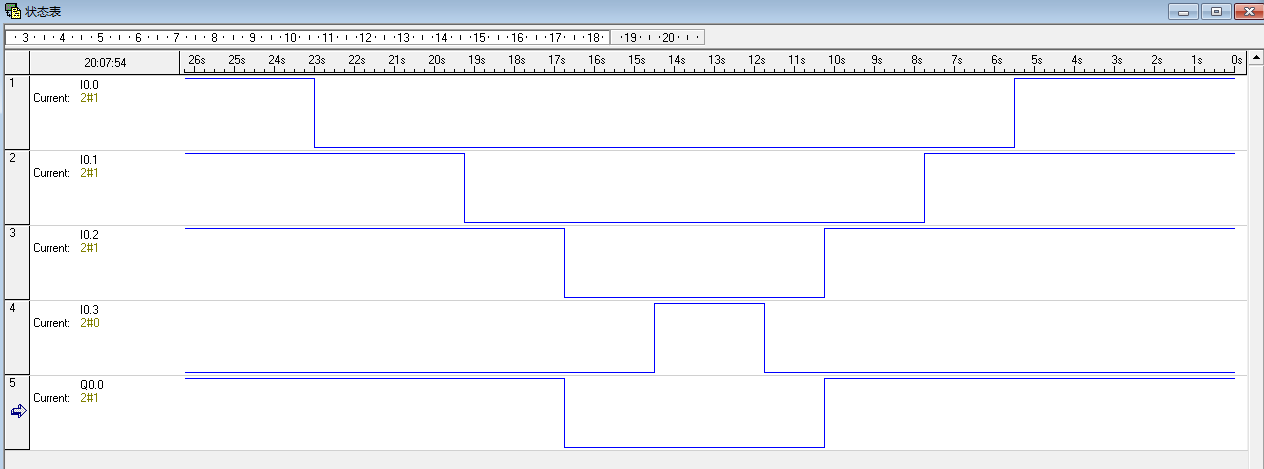 状态表
· 3 · ı · 4 · ı · 5 · ı · 6 · ı · 7 · ı · 8 · ı · 9 · ı · 10 · ı · 11 · ı · 12 · ı · 13 · ı · 14 · ı · 15 · ı · 16 · ı · 17 · ı · 18 · · 19 · ı · 20 · ı ·
20:07:54 26s 25s 24s 23s 22s 21s 20s 19s 18s 17s 16s 15s 14s 13s 12s 11s 10s 9s 8s 7s 6s 5s 4s 3s 2s 1s 0s
1 I0.0
Current: 2#1
2 I0.1
Current: 2#1
3 I0.2
Current: 2#1
4 I0.3
Current: 2#0
5 Q0.0
Current: 2#1